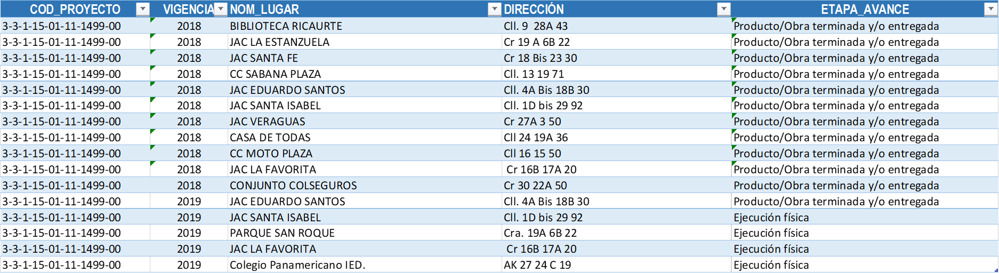 COD_PROYECTO VIGENCIA NOM_LUGAR DIRECCIÓN ETAPA_AVANCE
3-3-1-15-01-11-1499-00 2018 BIBLIOTECA RICAURTE Cll. 9  28A 43 Producto/Obra terminada y/o entregada
3-3-1-15-01-11-1499-00 2018 JAC LA ESTANZUELA Cr 19 A 6B 22 Producto/Obra terminada y/o entregada
3-3-1-15-01-11-1499-00 2018 JAC SANTA FE Cr 18 Bis 23 30 Producto/Obra terminada y/o entregada
3-3-1-15-01-11-1499-00 2018 CC SABANA PLAZA Cll. 13 19 71 Producto/Obra terminada y/o entregada
3-3-1-15-01-11-1499-00 2018 JAC EDUARDO SANTOS Cll. 4A Bis 18B 30 Producto/Obra terminada y/o entregada
3-3-1-15-01-11-1499-00 2018 JAC SANTA ISABEL Cll. 1D bis 29 92 Producto/Obra terminada y/o entregada
3-3-1-15-01-11-1499-00 2018 JAC VERAGUAS Cr 27A 3 50 Producto/Obra terminada y/o entregada
3-3-1-15-01-11-1499-00 2018 CASA DE TODAS Cll 24 19A 36 Producto/Obra terminada y/o entregada
3-3-1-15-01-11-1499-00 2018 CC MOTO PLAZA Cll 16 15 50 Producto/Obra terminada y/o entregada
3-3-1-15-01-11-1499-00 2018 JAC LA FAVORITA Cr 16B 17A 20 Producto/Obra terminada y/o entregada
3-3-1-15-01-11-1499-00 2018 CONJUNTO COLSEGUROS Cr 30 22A 50 Producto/Obra terminada y/o entregada
3-3-1-15-01-11-1499-00 2019 JAC EDUARDO SANTOS Cll. 4A Bis 18B 30 Producto/Obra terminada y/o entregada
3-3-1-15-01-11-1499-00 2019 JAC SANTA ISABEL Cll. 1D bis 29 92 Ejecución física
3-3-1-15-01-11-1499-00 2019 PARQUE SAN ROQUE Cra. 19A 6B 22 Ejecución física
3-3-1-15-01-11-1499-00 2019 JAC LA FAVORITA Cr 16B 17A 20 Ejecución física
3-3-1-15-01-11-1499-00 2019 Colegio Panamericano IED. AK 27 24 C 19 Ejecución física